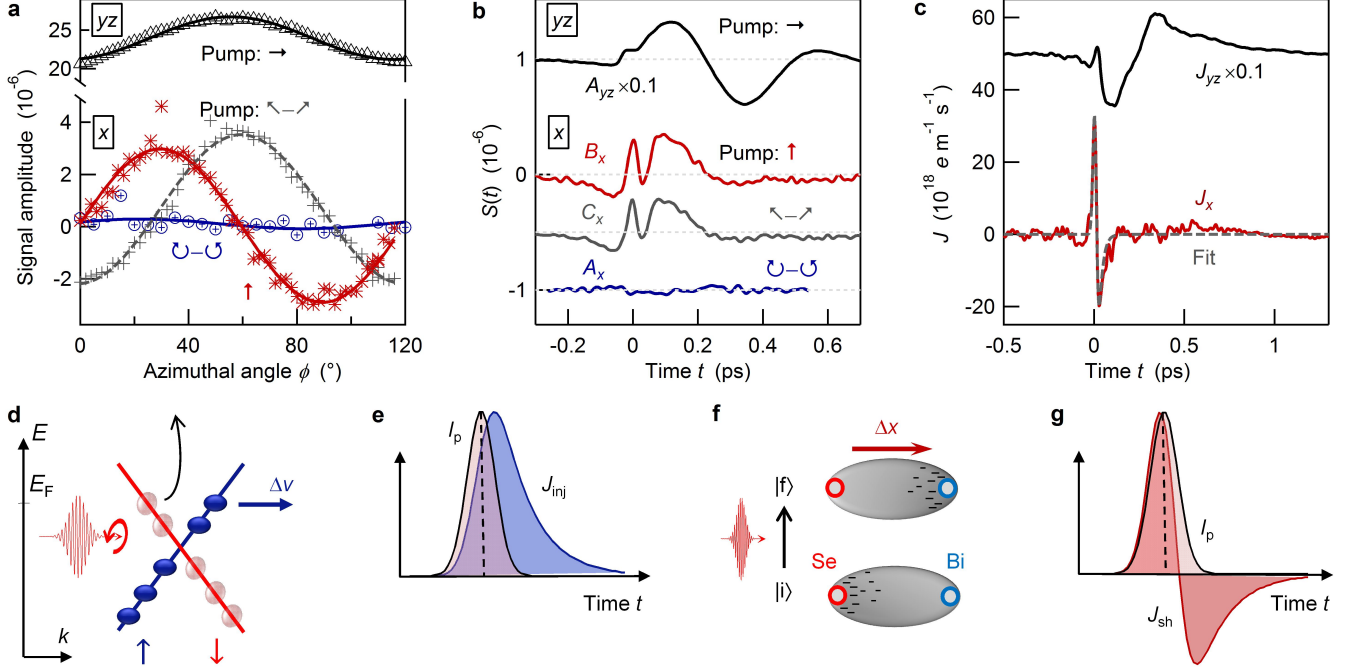 a
yz
Pump: →
25
20
Signal amplitude (10⁻⁶)
Pump: ↖–↗
x
4
2
0
-2
↻–↺
↑
0
40
80
120
Azimuthal angle ϕ (°)
b
yz
Pump: →
1
A_yz ×0.1
x
B_x
Pump: ↑
0
S(t) (10⁻⁶)
C_x
↖–↗
A_x
↻–↺
-1
-0.2
0
0.2
0.4
0.6
Time t (ps)
c
60
40
20
0
-20
J (10¹⁸ e m⁻¹ s⁻¹)
J_yz ×0.1
J_x
Fit
-0.5
0
0.5
1
Time t (ps)
d
E
E_F
Δv
k
↑
↓
e
I_p
J_inj
Time t
f
Δx
|f⟩
Se
Bi
|i⟩
g
I_p
J_sh
Time t